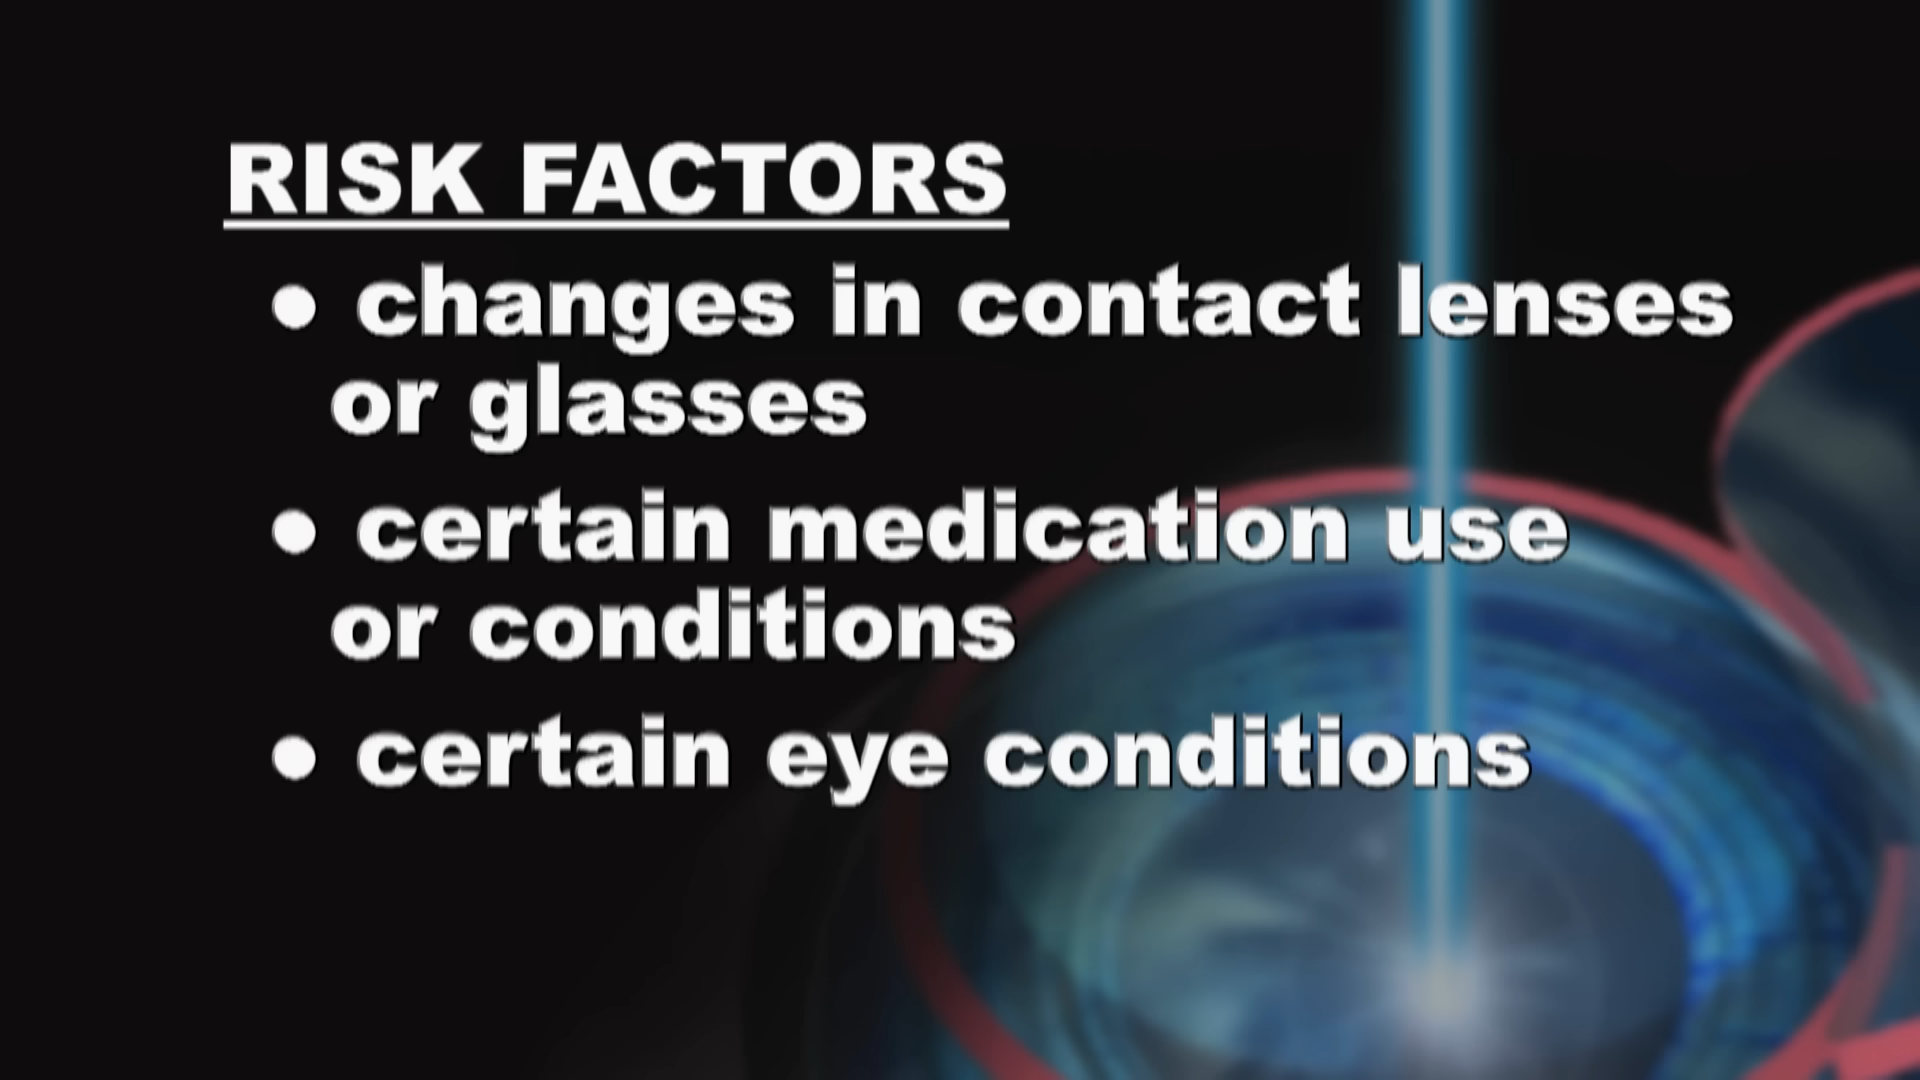 RISK FACTORS
• changes in contact lenses
or glasses
• certain medication use
or conditions
• certain eye conditions